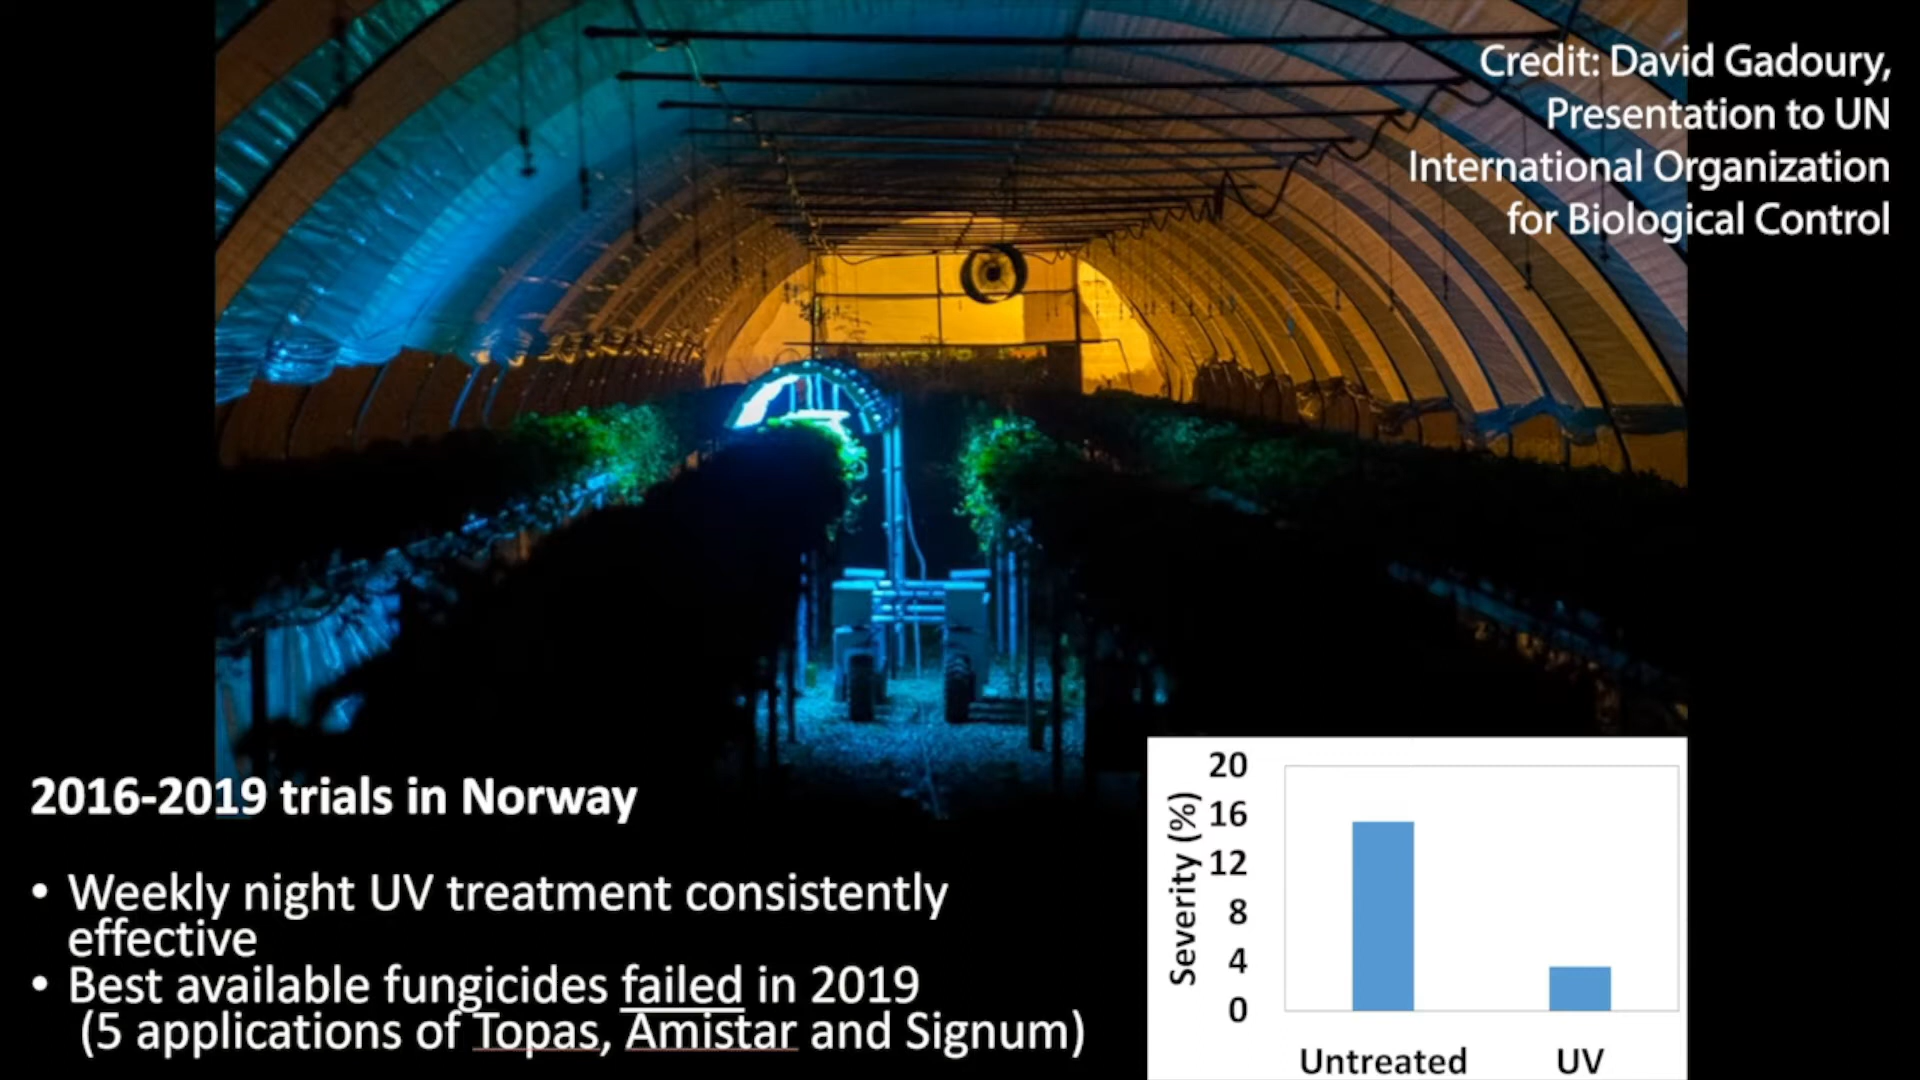 Credit: David Gadoury,
Presentation to UN
International Organization
for Biological Control
2016-2019 trials in Norway
• Weekly night UV treatment consistently
effective
• Best available fungicides failed in 2019
(5 applications of Topas, Amistar and Signum)
Severity (%)
20
16
12
8
4
0
Untreated
UV